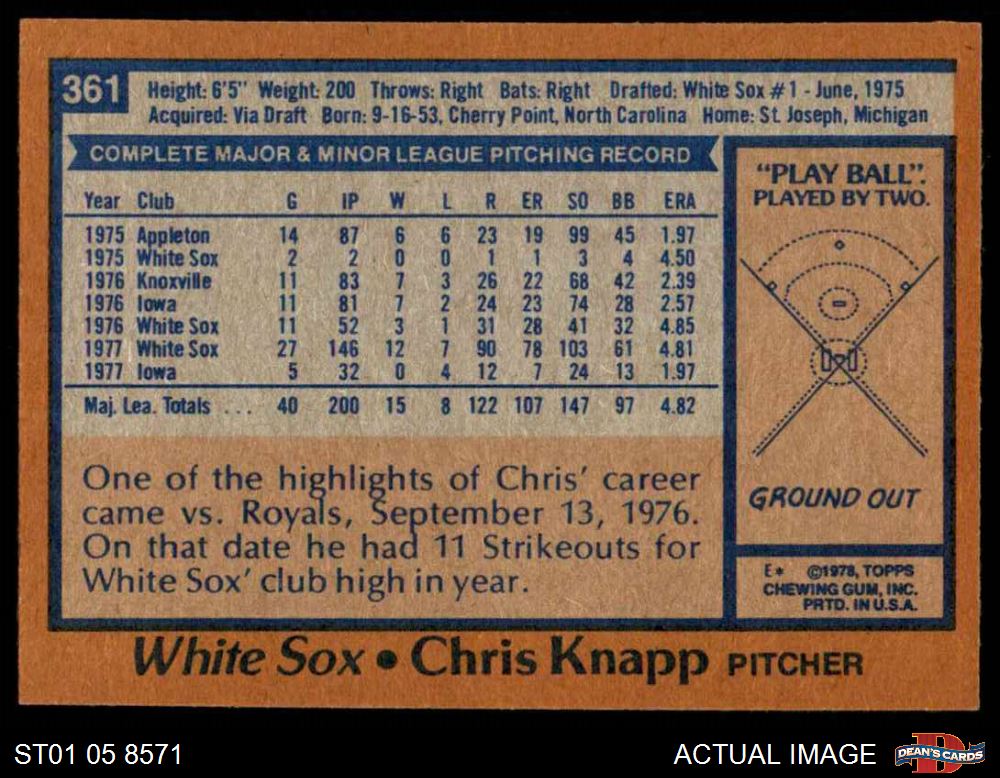 361
Height: 6'5" Weight: 200 Throws: Right Bats: Right Drafted: White Sox #1 - June, 1975
Acquired: Via Draft Born: 9-16-53, Cherry Point, North Carolina Home: St. Joseph, Michigan
COMPLETE MAJOR & MINOR LEAGUE PITCHING RECORD
Year Club G IP W L R ER SO BB ERA
1975 Appleton 14 87 6 6 23 19 99 45 1.97
1975 White Sox 2 2 0 0 1 1 3 4 4.50
1976 Knoxville 11 83 7 3 26 22 68 42 2.39
1976 Iowa 11 81 7 2 24 23 74 28 2.57
1976 White Sox 11 52 3 1 31 28 41 32 4.85
1977 White Sox 27 146 12 7 90 78 103 61 4.81
1977 Iowa 5 32 0 4 12 7 24 13 1.97
Maj. Lea. Totals ... 40 200 15 8 122 107 147 97 4.82
One of the highlights of Chris' career
came vs. Royals, September 13, 1976.
On that date he had 11 Strikeouts for
White Sox' club high in year.
"PLAY BALL".
PLAYED BY TWO.
GROUND OUT
E* ©1978, TOPPS
CHEWING GUM, INC.
PRTD. IN U.S.A.
White Sox • Chris Knapp PITCHER
ST01 05 8571
ACTUAL IMAGE
D
DEAN'S CARDS